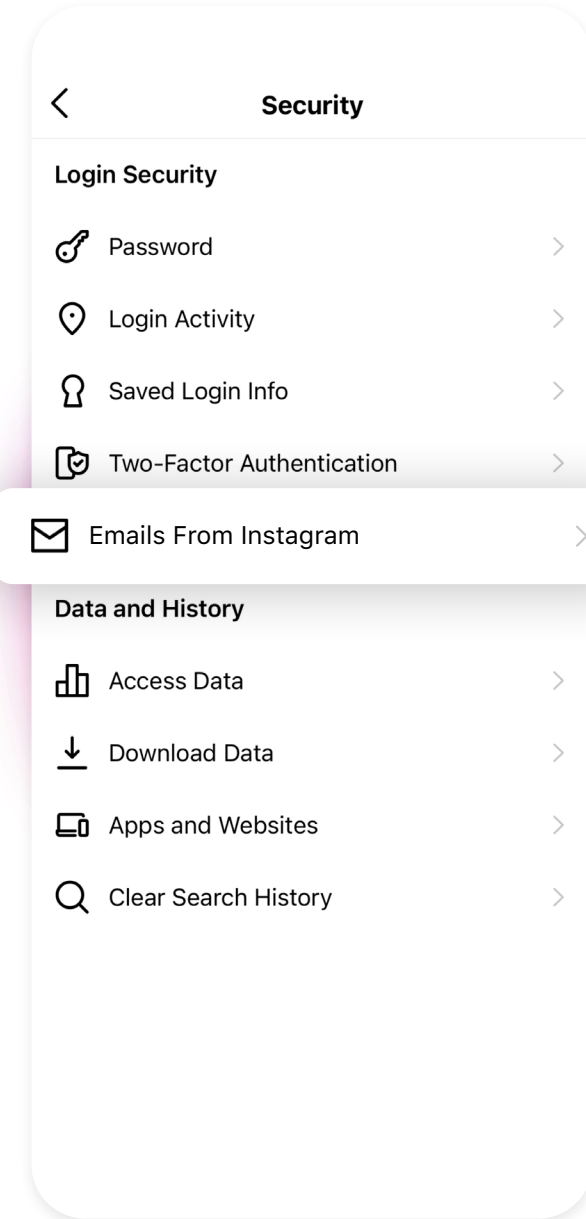 Security
Login Security
Password
Login Activity
Saved Login Info
Two-Factor Authentication
Emails From Instagram
Data and History
Access Data
Download Data
Apps and Websites
Clear Search History